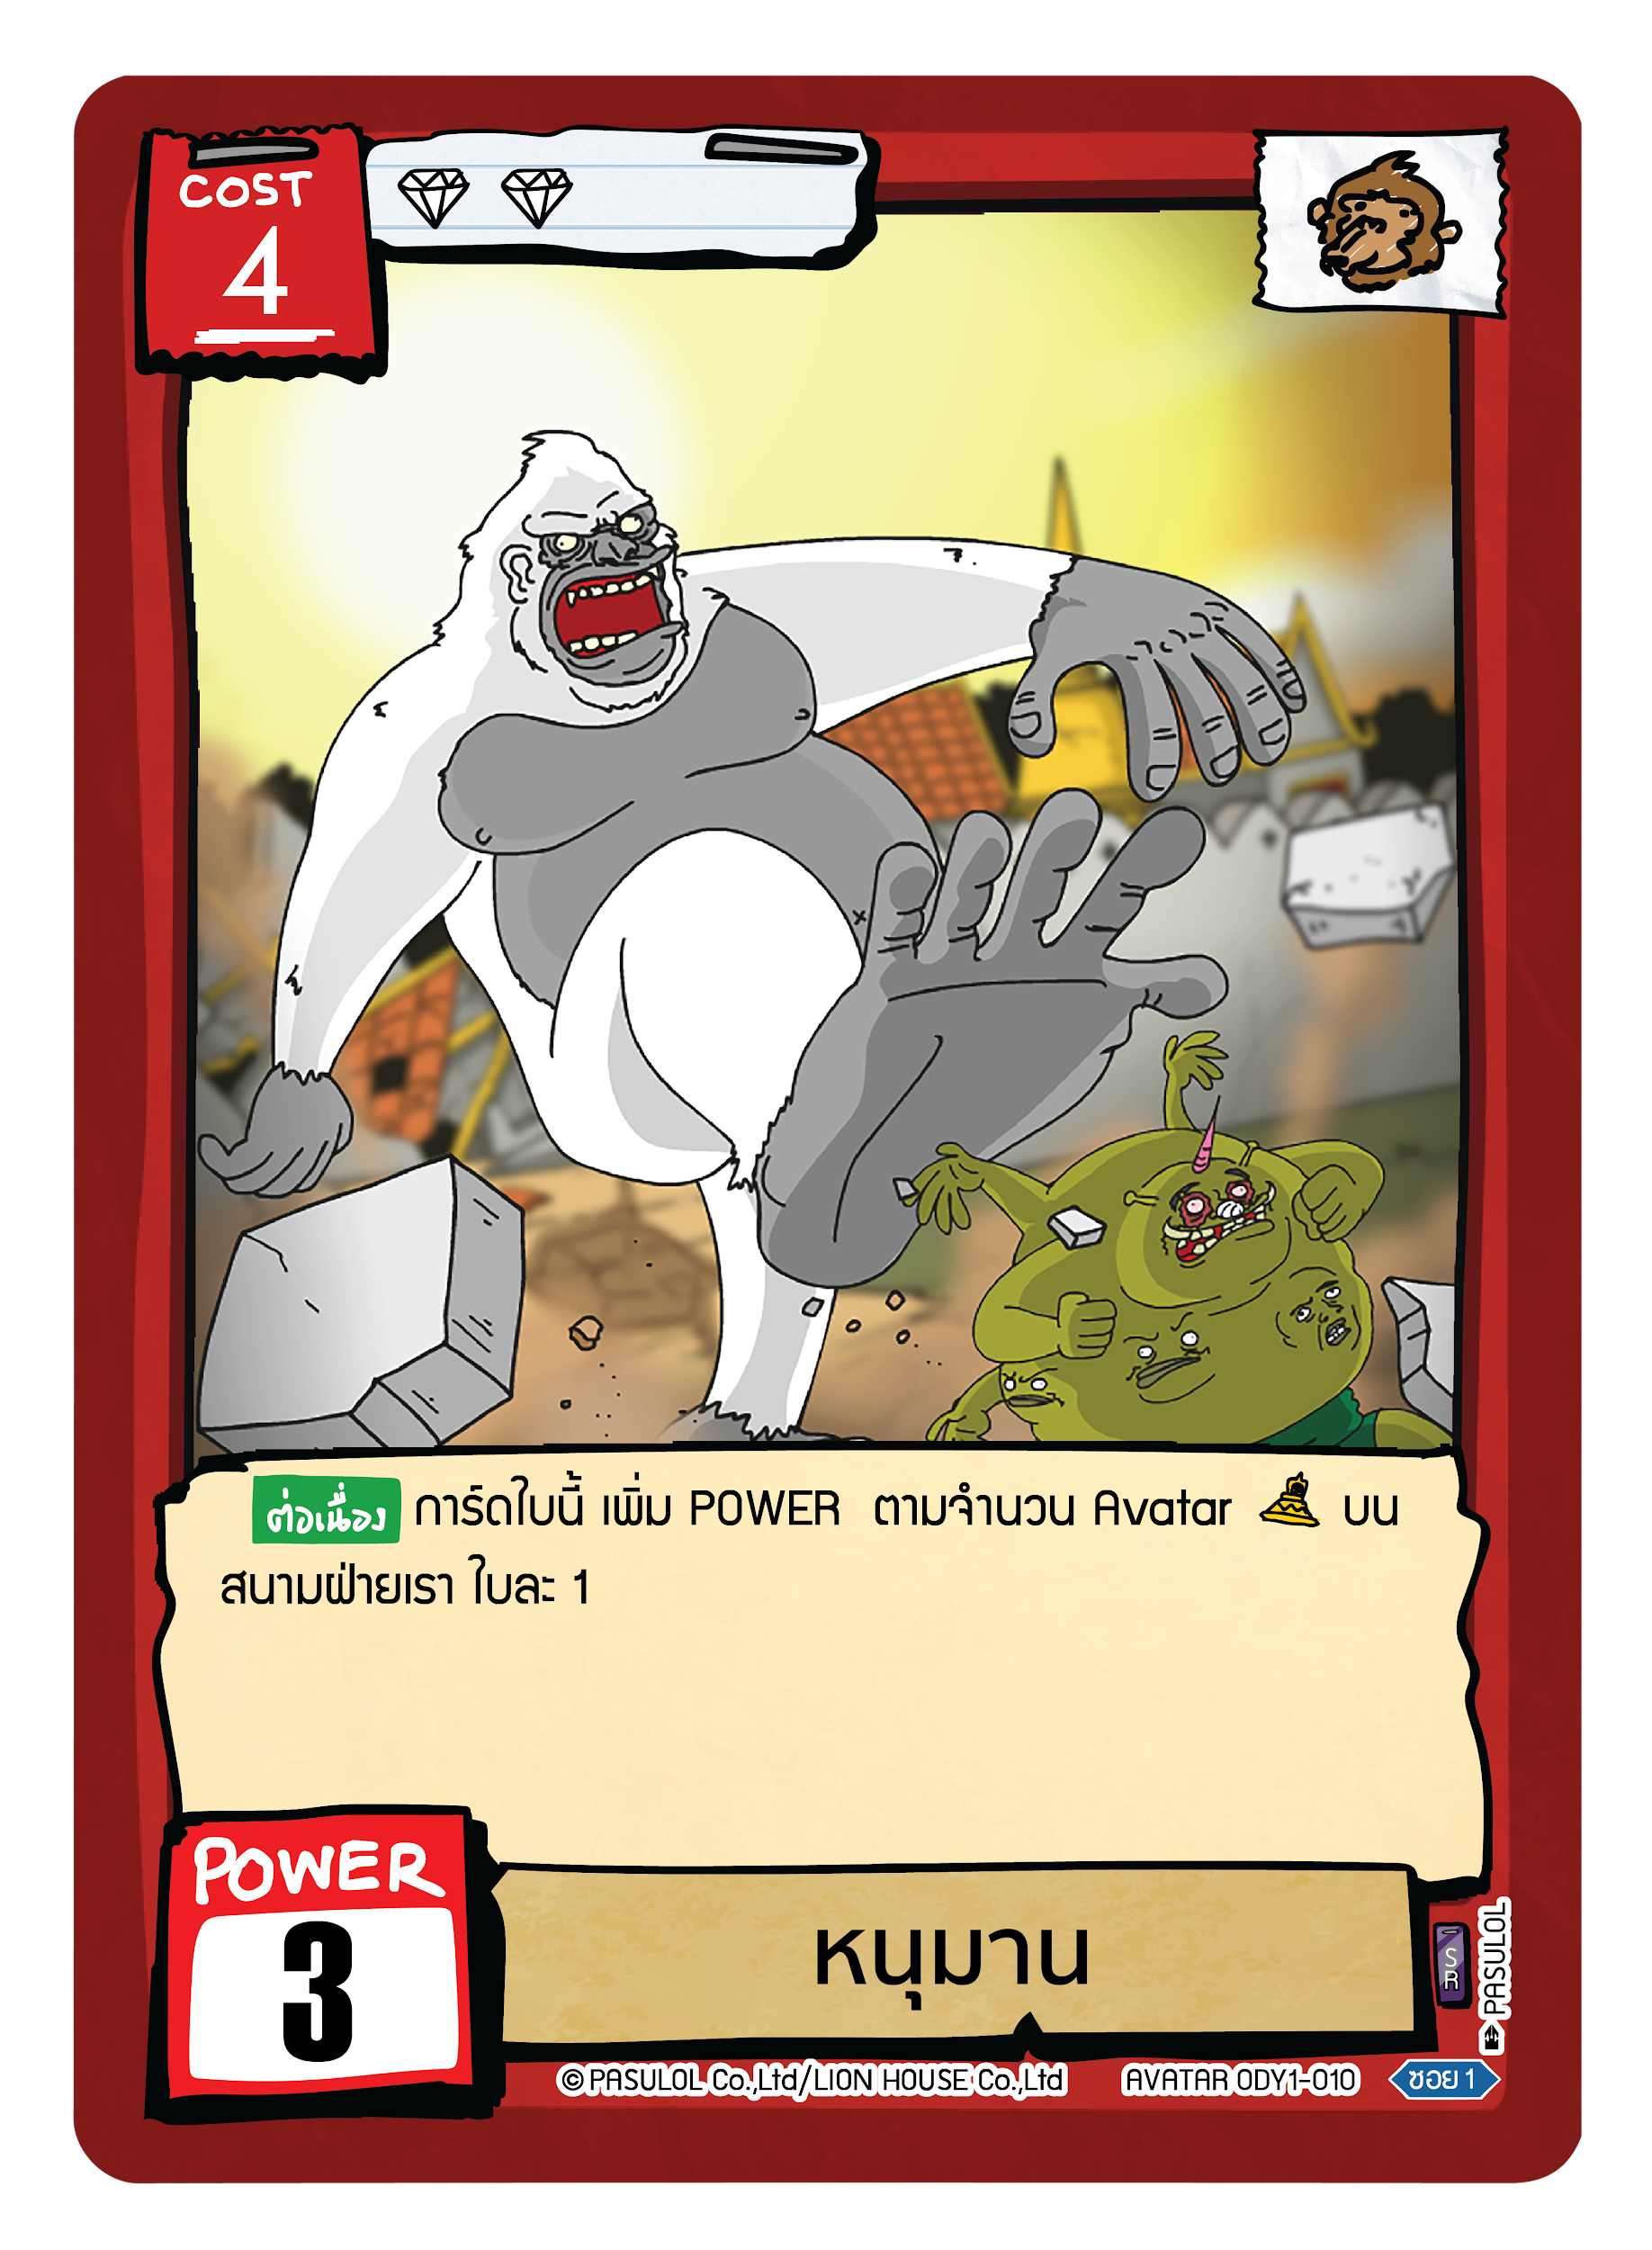 COST
4
ต่อเนื่อง การ์ดใบนี้ เพิ่ม POWER ตามจำนวน Avatar บน
สนามฝ่ายเรา ใบละ 1
POWER
3
หนุมาน
SR
PASULOL
© PASULOL Co.,Ltd/LION HOUSE Co.,Ltd AVATAR ODY1-010 ซอย 1